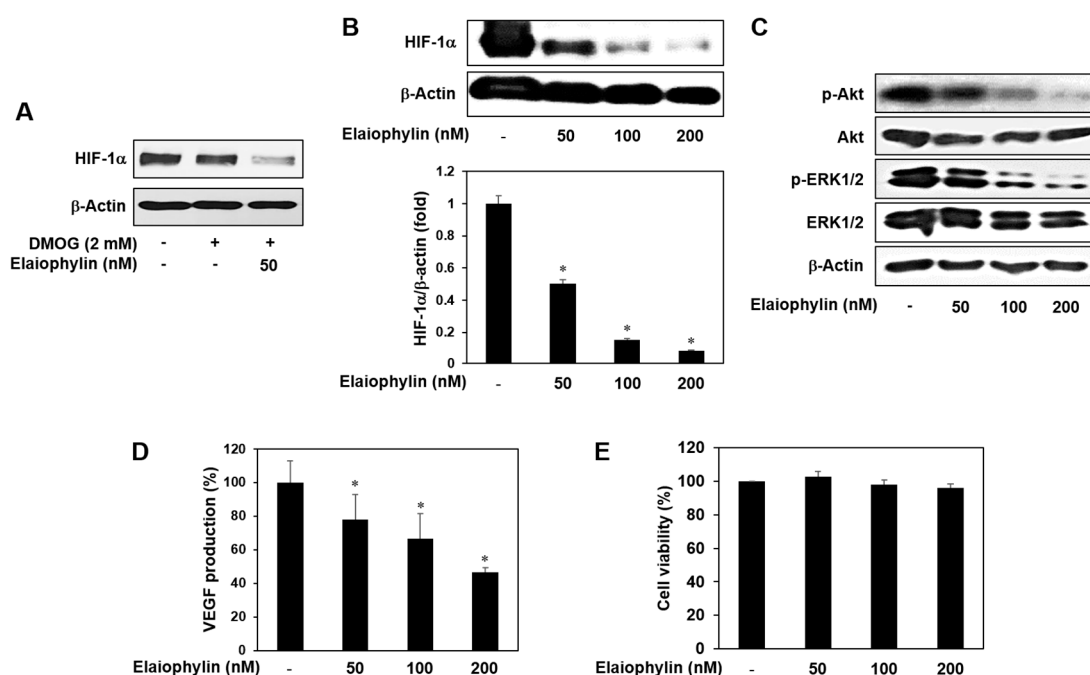 A
HIF-1α
β-Actin
DMOG (2 mM) - + +
Elaiophylin (nM) - - 50
B
HIF-1α
β-Actin
Elaiophylin (nM) - 50 100 200
HIF-1α/β-actin (fold)
1.2
1
0.8
0.6
0.4
0.2
0
*
*
*
Elaiophylin (nM) - 50 100 200
C
p-Akt
Akt
p-ERK1/2
ERK1/2
β-Actin
Elaiophylin (nM) - 50 100 200
D
VEGF production (%)
120
100
80
60
40
20
0
*
*
*
Elaiophylin (nM) - 50 100 200
E
Cell viability (%)
120
100
80
60
40
20
0
Elaiophylin (nM) - 50 100 200